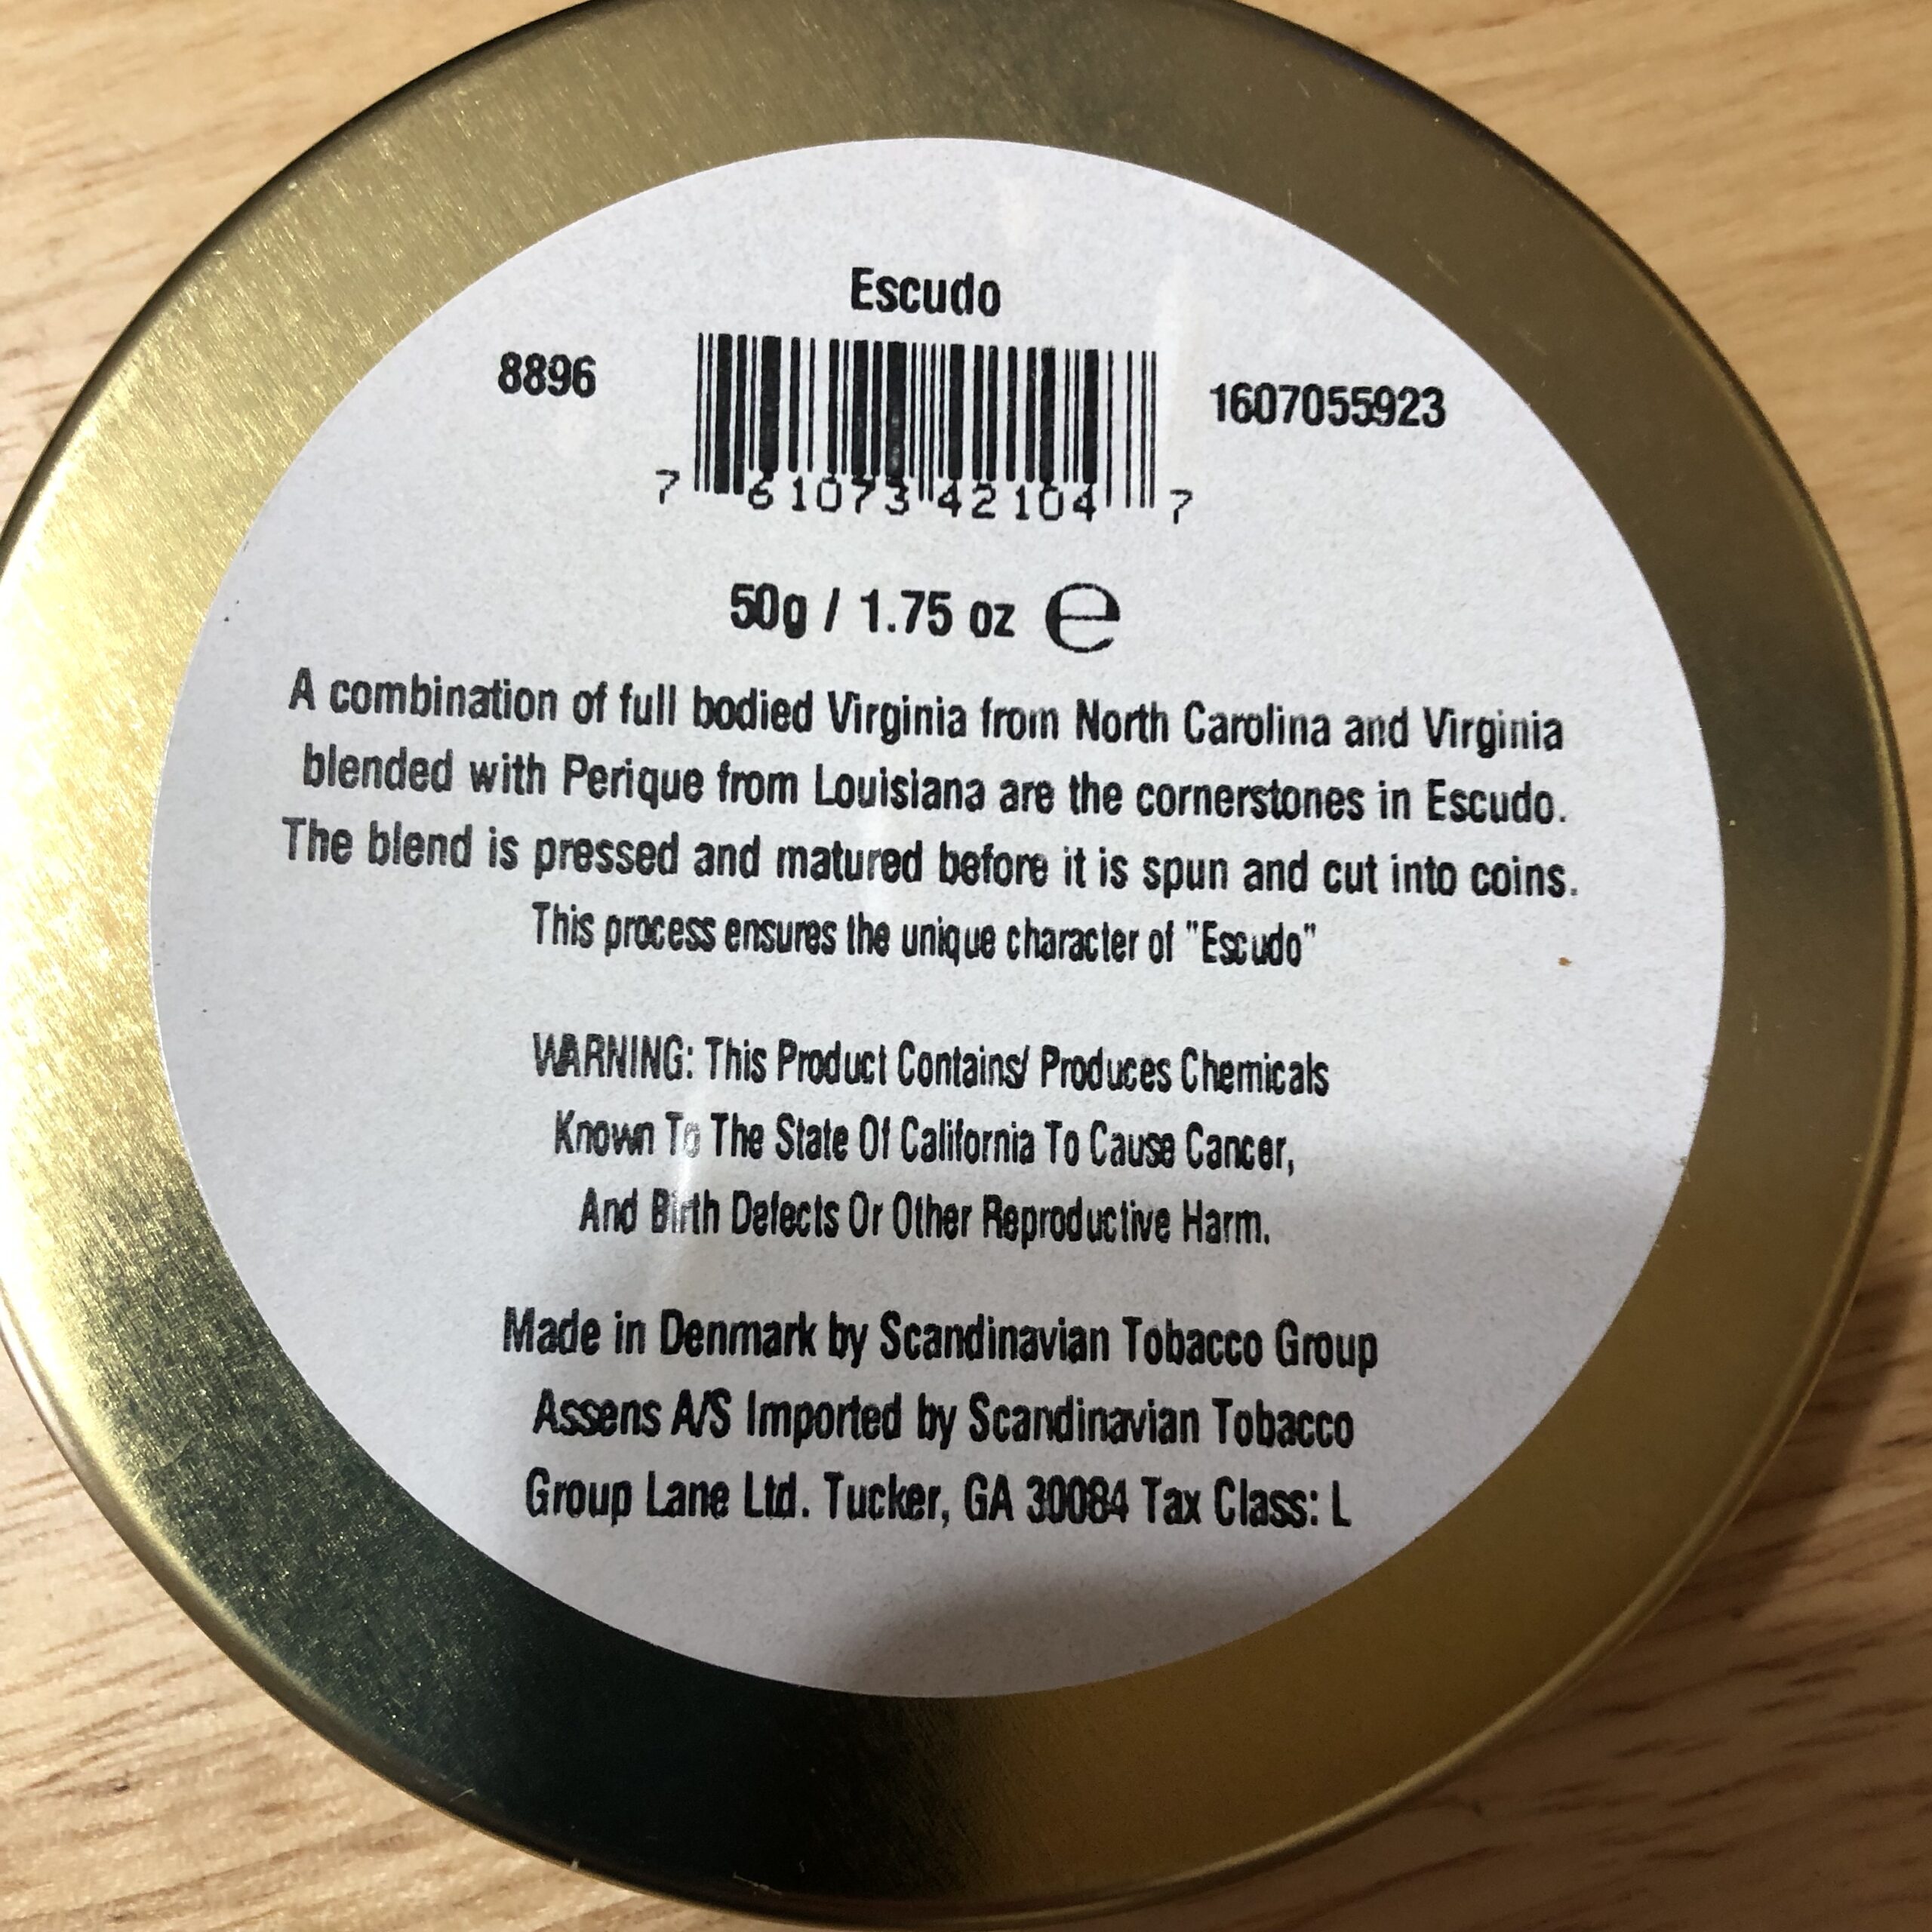 Escudo
8896
1607055923
7 61073 42104 7
50g / 1.75 oz e
A combination of full bodied Virginia from North Carolina and Virginia
blended with Perique from Louisiana are the cornerstones in Escudo.
The blend is pressed and matured before it is spun and cut into coins.
This process ensures the unique character of "Escudo"
WARNING: This Product Contains/ Produces Chemicals
Known To The State Of California To Cause Cancer,
And Birth Defects Or Other Reproductive Harm.
Made in Denmark by Scandinavian Tobacco Group
Assens A/S Imported by Scandinavian Tobacco
Group Lane Ltd. Tucker, GA 30084 Tax Class: L